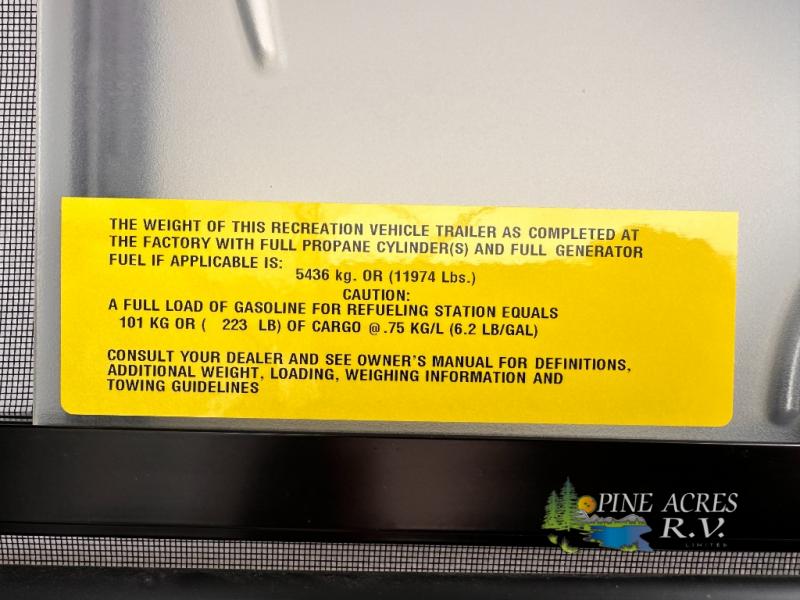 THE WEIGHT OF THIS RECREATION VEHICLE TRAILER AS COMPLETED AT
THE FACTORY WITH FULL PROPANE CYLINDER(S) AND FULL GENERATOR
FUEL IF APPLICABLE IS:
5436 kg. OR (11974 Lbs.)
CAUTION:
A FULL LOAD OF GASOLINE FOR REFUELING STATION EQUALS
101 KG OR ( 223 LB) OF CARGO @ .75 KG/L (6.2 LB/GAL)
CONSULT YOUR DEALER AND SEE OWNER'S MANUAL FOR DEFINITIONS,
ADDITIONAL WEIGHT, LOADING, WEIGHING INFORMATION AND
TOWING GUIDELINES
PINE ACRES
R.V.
LIMITED